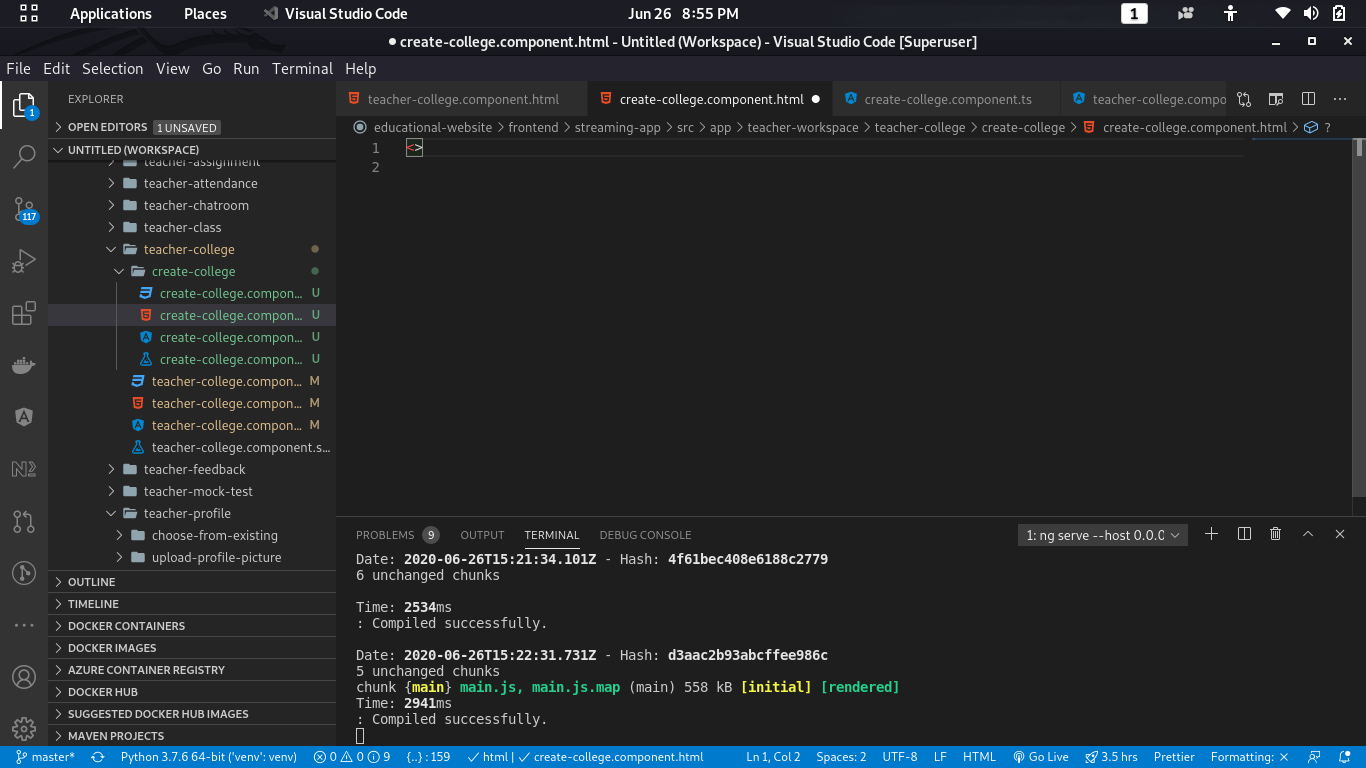 Applications Places Visual Studio Code Jun 26 8:55 PM 1
● create-college.component.html - Untitled (Workspace) - Visual Studio Code [Superuser]
File Edit Selection View Go Run Terminal Help
1
EXPLORER
OPEN EDITORS 1 UNSAVED
UNTITLED (WORKSPACE)
teacher-assignment
teacher-attendance
teacher-chatroom
teacher-class
teacher-college
create-college
create-college.compon... U
create-college.compon... U
create-college.compon... U
create-college.compon... U
teacher-college.compon... M
teacher-college.compon... M
teacher-college.compon... M
teacher-college.component.s...
teacher-feedback
teacher-mock-test
teacher-profile
choose-from-existing
upload-profile-picture
OUTLINE
TIMELINE
DOCKER CONTAINERS
DOCKER IMAGES
AZURE CONTAINER REGISTRY
DOCKER HUB
SUGGESTED DOCKER HUB IMAGES
MAVEN PROJECTS
117
teacher-college.component.html create-college.component.html ● create-college.component.ts teacher-college.compo
educational-website > frontend > streaming-app > src > app > teacher-workspace > teacher-college > create-college > create-college.component.html > ?
1 <>
2
PROBLEMS 9 OUTPUT TERMINAL DEBUG CONSOLE 1: ng serve --host 0.0.0
Date: 2020-06-26T15:21:34.101Z - Hash: 4f61bec408e6188c2779
6 unchanged chunks
Time: 2534ms
: Compiled successfully.
Date: 2020-06-26T15:22:31.731Z - Hash: d3aac2b93abcffee986c
5 unchanged chunks
chunk {main} main.js, main.js.map (main) 558 kB [initial] [rendered]
Time: 2941ms
: Compiled successfully.
master* Python 3.7.6 64-bit ('venv': venv) 0 0 9 {..} : 159 ✓ html | ✓ create-college.component.html Ln 1, Col 2 Spaces: 2 UTF-8 LF HTML Go Live 3.5 hrs Prettier Formatting: ×